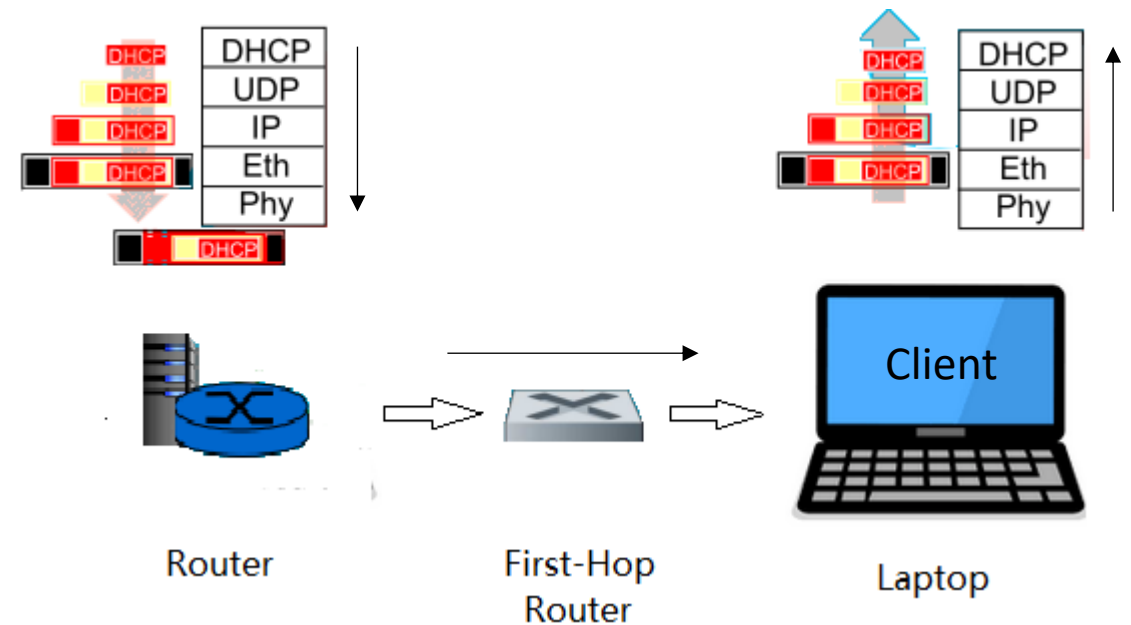 DHCP
DHCP
DHCP
DHCP
DHCP
DHCP
UDP
IP
Eth
Phy
DHCP
DHCP
DHCP
DHCP
DHCP
UDP
IP
Eth
Phy
Client
Router
First-Hop
Router
Laptop